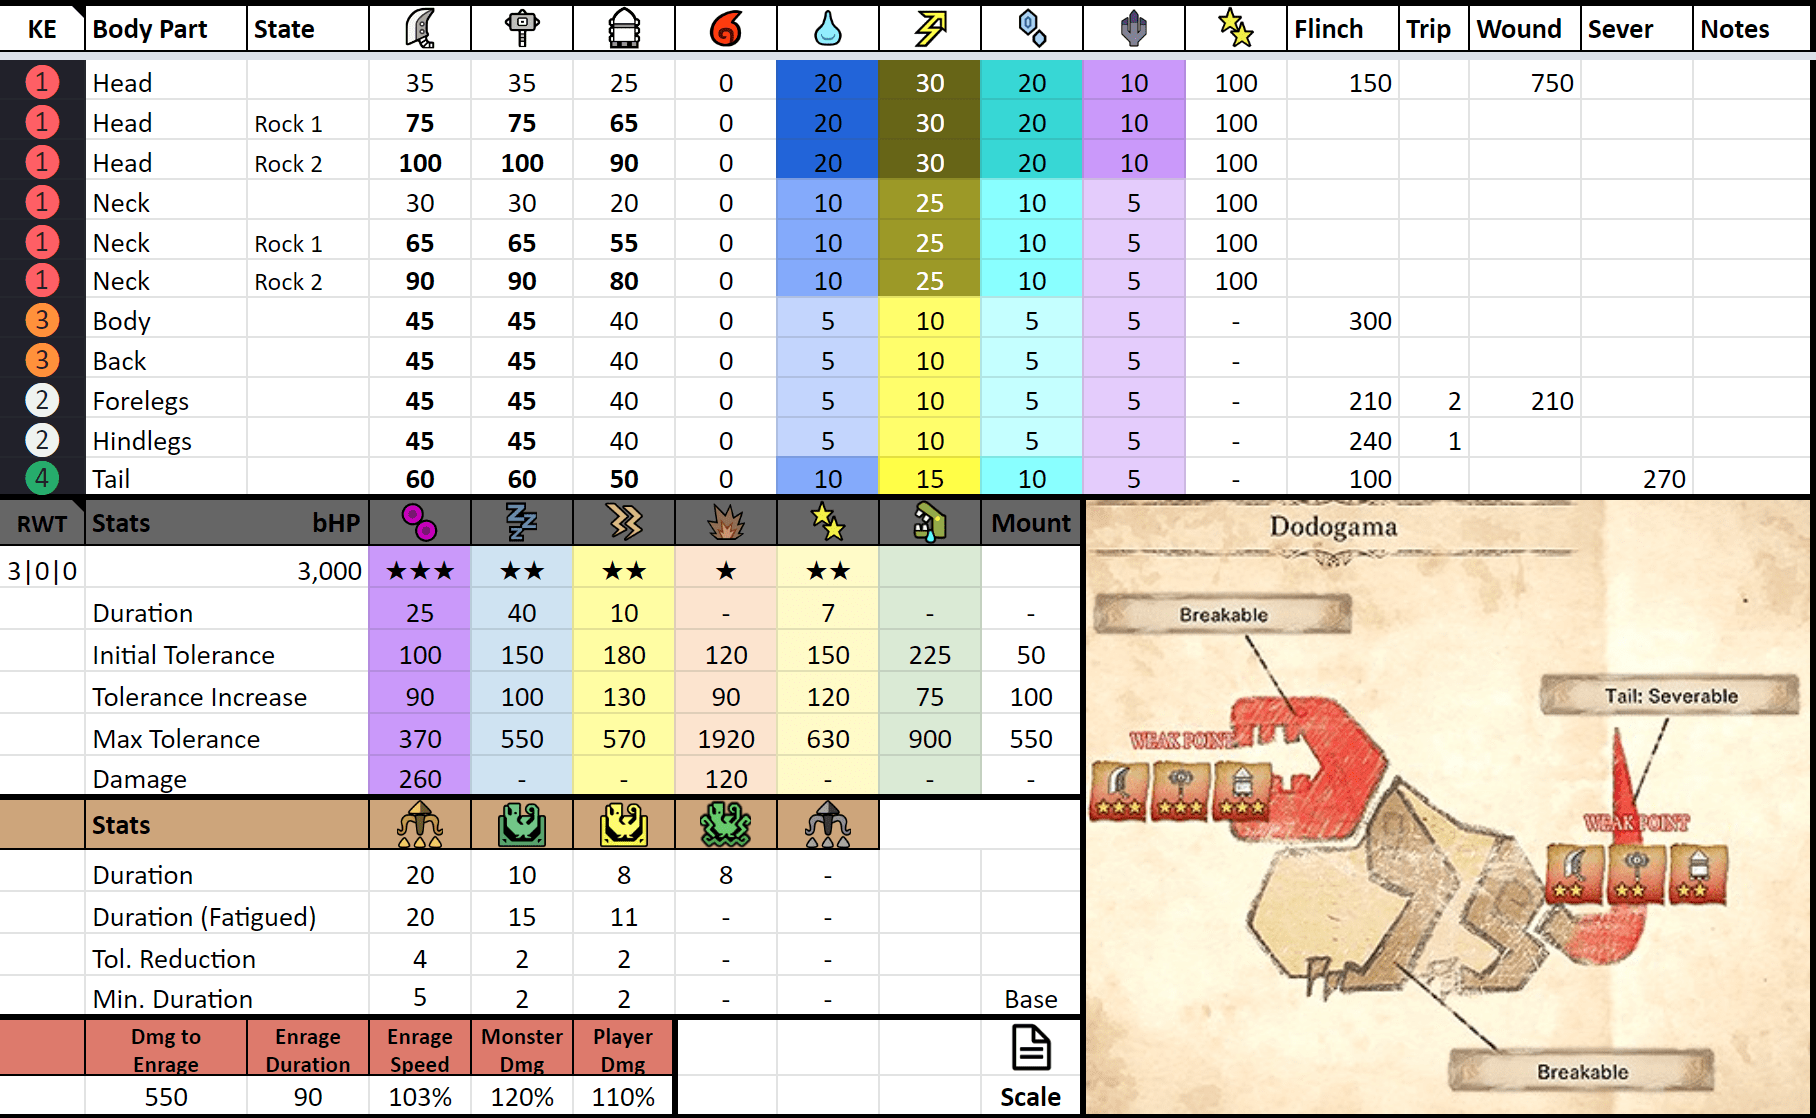 KE Body Part State Flinch Trip Wound Sever Notes
1 Head 35 35 25 0 20 30 20 10 100 150 750
1 Head Rock 1 75 75 65 0 20 30 20 10 100
1 Head Rock 2 100 100 90 0 20 30 20 10 100
1 Neck 30 30 20 0 10 25 10 5 100
1 Neck Rock 1 65 65 55 0 10 25 10 5 100
1 Neck Rock 2 90 90 80 0 10 25 10 5 100
3 Body 45 45 40 0 5 10 5 5 - 300
3 Back 45 45 40 0 5 10 5 5 -
2 Forelegs 45 45 40 0 5 10 5 5 - 210 2 210
2 Hindlegs 45 45 40 0 5 10 5 5 - 240 1
4 Tail 60 60 50 0 10 15 10 5 - 100 270
RWT Stats bHP Mount
3|0|0 3,000 ★★★ ★★ ★★ ★ ★★
Duration 25 40 10 - 7 - -
Initial Tolerance 100 150 180 120 150 225 50
Tolerance Increase 90 100 130 90 120 75 100
Max Tolerance 370 550 570 1920 630 900 550
Damage 260 - - 120 - - -
Stats
Duration 20 10 8 8 -
Duration (Fatigued) 20 15 11 - -
Tol. Reduction 4 2 2 - -
Min. Duration 5 2 2 - - Base
Dmg to Enrage Enrage Duration Enrage Speed Monster Dmg Player Dmg
550 90 103% 120% 110% Scale
Dodogama
Breakable
Tail: Severable
WEAK POINT
WEAK POINT
Breakable